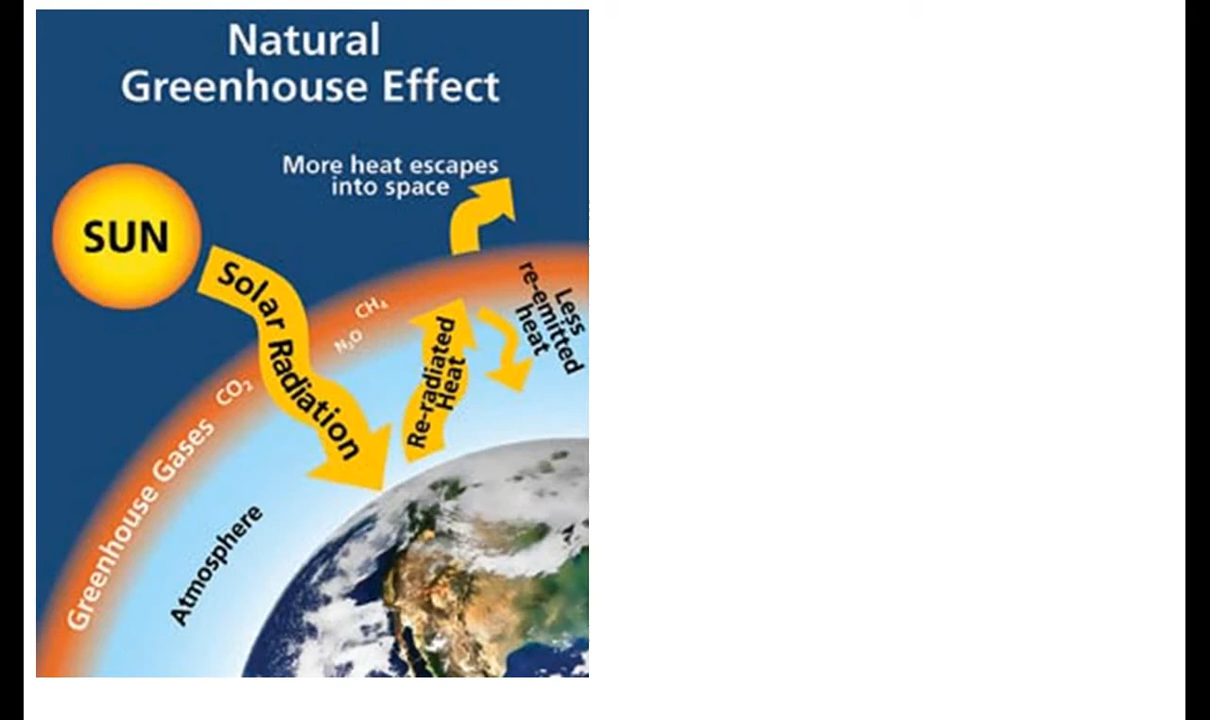 Natural
Greenhouse Effect
More heat escapes
into space
SUN
Solar Radiation
CH₄
N₂O
CO₂
Greenhouse Gases
Atmosphere
Re-radiated
Heat
Less
re-emitted
heat